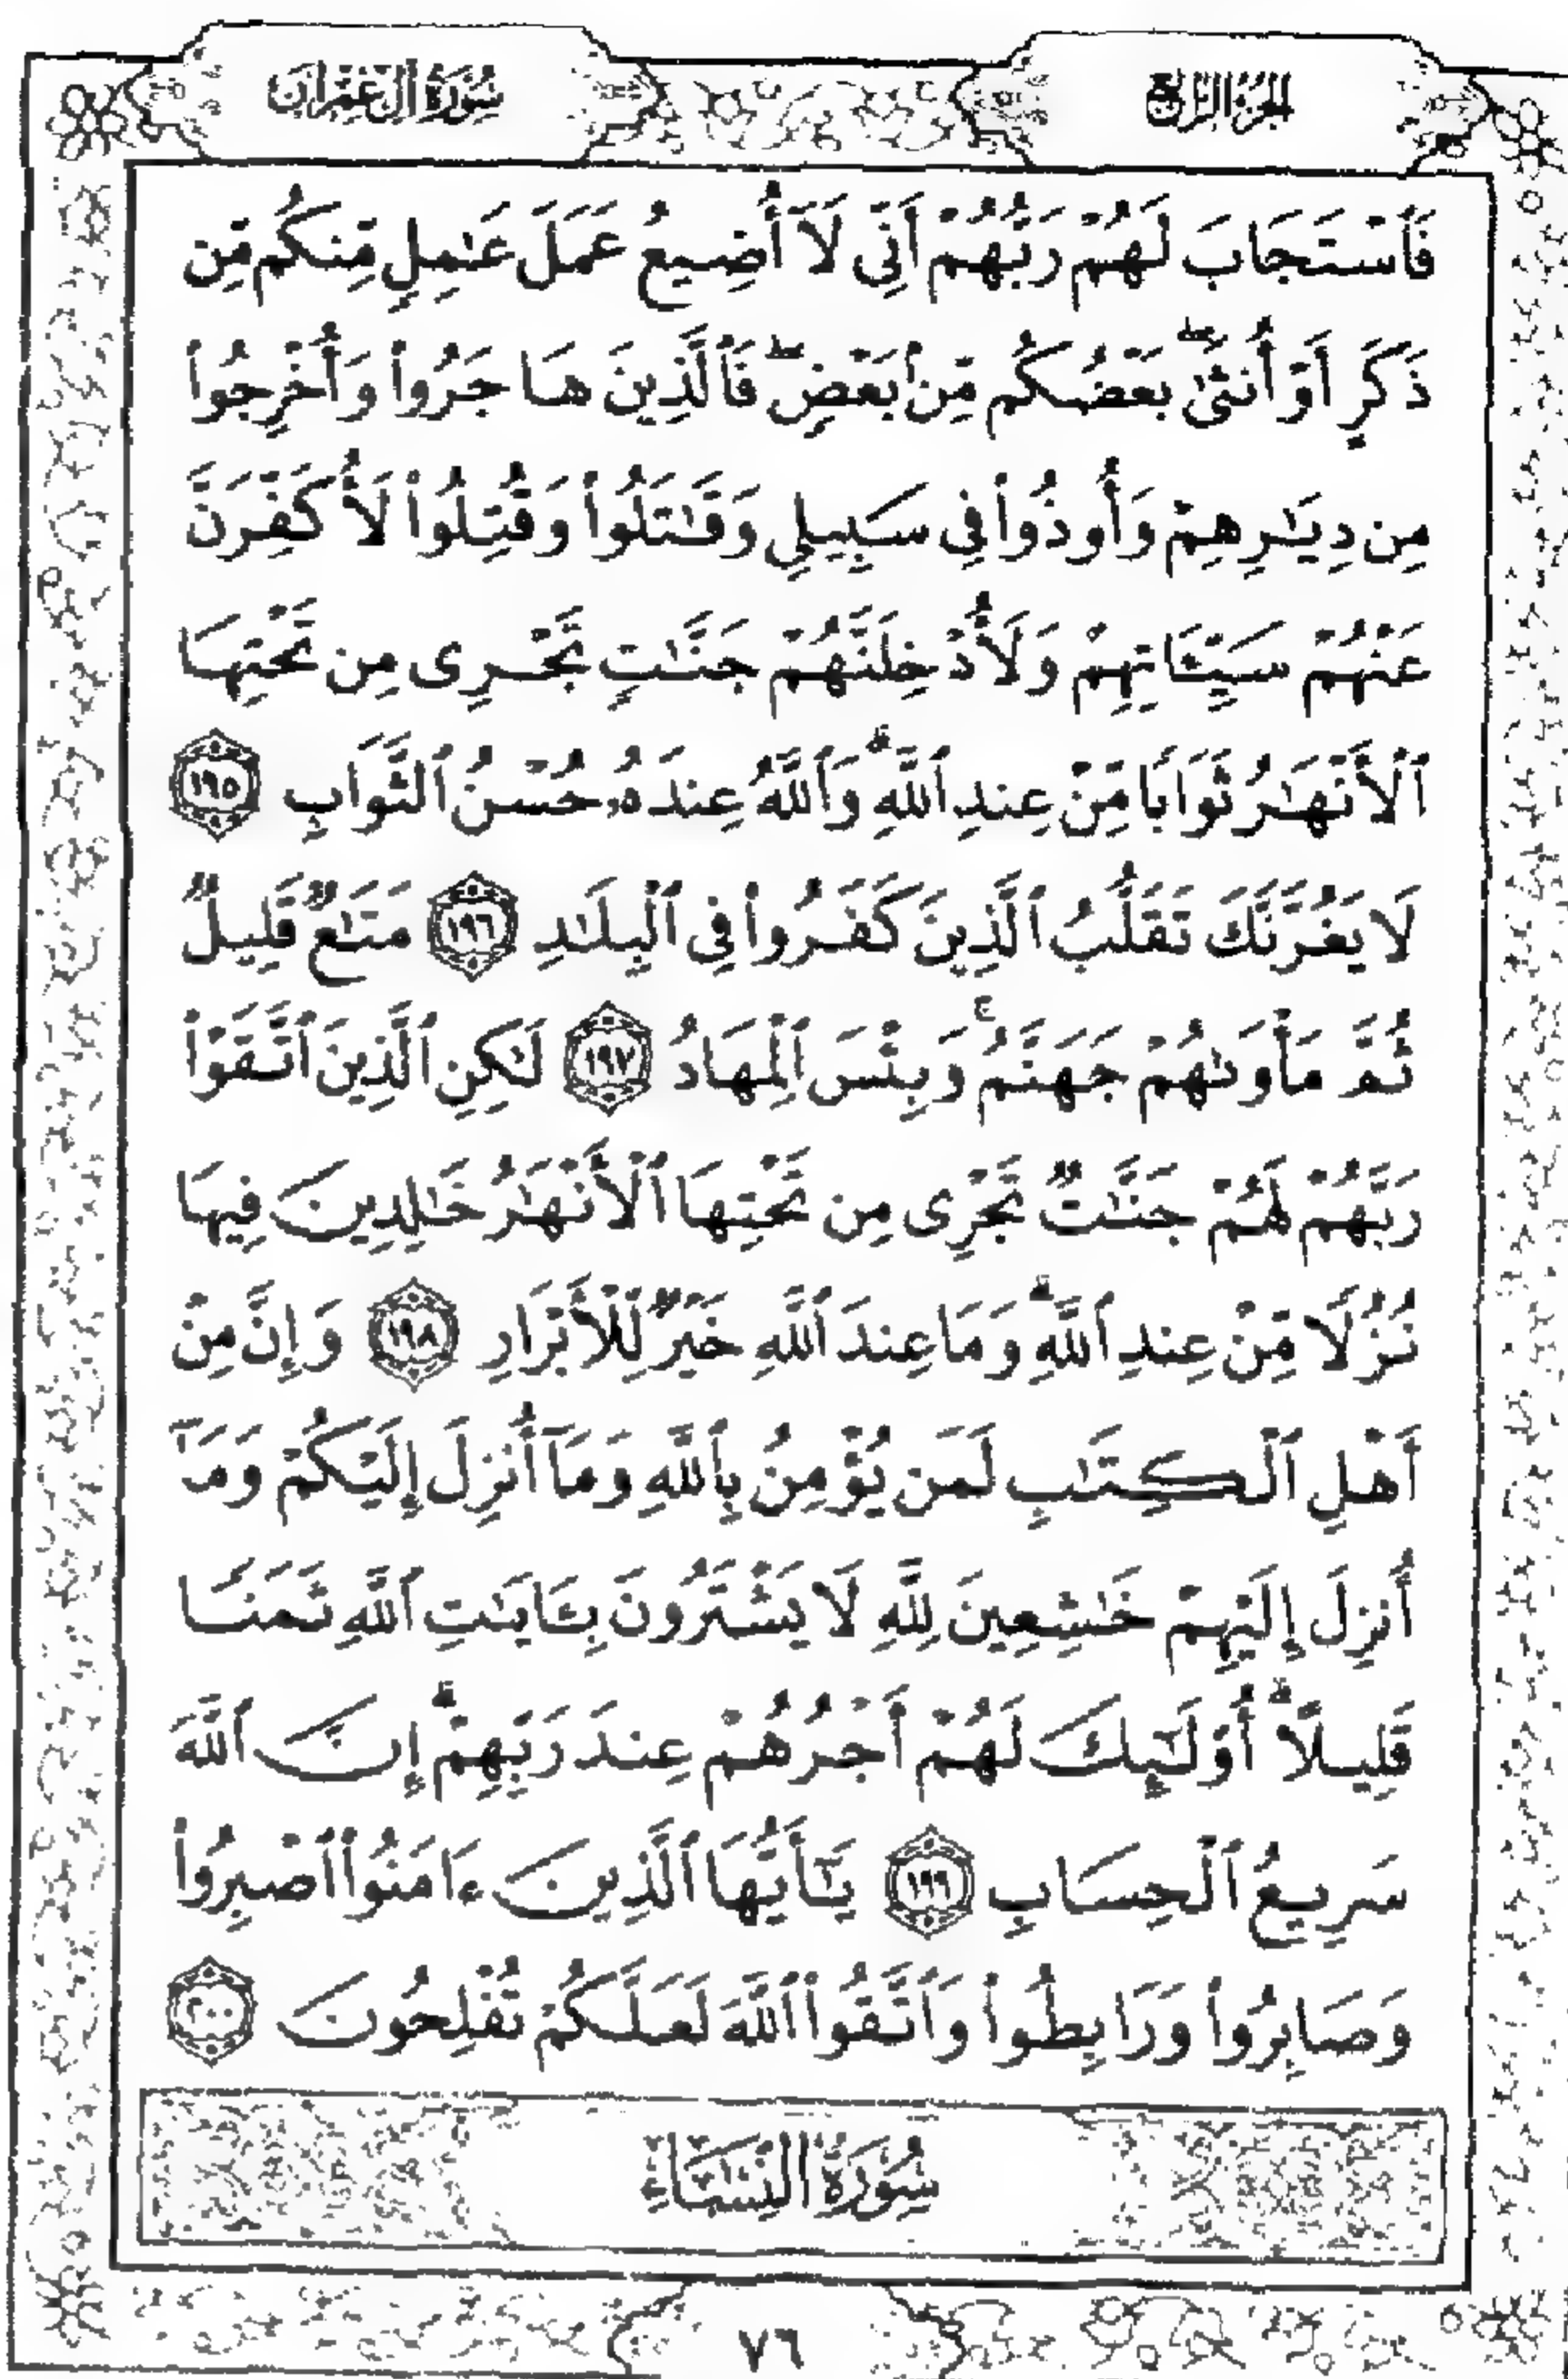 الجزء الرابع
سورة آل عمران
فَٱسْتَجَابَ لَهُمْ رَبُّهُمْ أَنِّى لَآ أُضِيعُ عَمَلَ عَٰمِلٍ مِّنكُم مِّن
ذَكَرٍ أَوْ أُنثَىٰ ۖ بَعْضُكُم مِّنۢ بَعْضٍ ۖ فَٱلَّذِينَ هَاجَرُوا۟ وَأُخْرِجُوا۟
مِن دِيَٰرِهِمْ وَأُوذُوا۟ فِى سَبِيلِى وَقَٰتَلُوا۟ وَقُتِلُوا۟ لَأُكَفِّرَنَّ
عَنْهُمْ سَيِّـَٔاتِهِمْ وَلَأُدْخِلَنَّهُمْ جَنَّٰتٍ تَجْرِى مِن تَحْتِهَا
ٱلْأَنْهَٰرُ ثَوَابًا مِّنْ عِندِ ٱللَّهِ ۗ وَٱللَّهُ عِندَهُۥ حُسْنُ ٱلثَّوَابِ ١٩٥
لَا يَغُرَّنَّكَ تَقَلُّبُ ٱلَّذِينَ كَفَرُوا۟ فِى ٱلْبِلَٰدِ ١٩٦ مَتَٰعٌ قَلِيلٌ
ثُمَّ مَأْوَىٰهُمْ جَهَنَّمُ ۚ وَبِئْسَ ٱلْمِهَادُ ١٩٧ لَٰكِنِ ٱلَّذِينَ ٱتَّقَوْا۟
رَبَّهُمْ لَهُمْ جَنَّٰتٌ تَجْرِى مِن تَحْتِهَا ٱلْأَنْهَٰرُ خَٰلِدِينَ فِيهَا
نُزُلًا مِّنْ عِندِ ٱللَّهِ ۗ وَمَا عِندَ ٱللَّهِ خَيْرٌ لِّلْأَبْرَارِ ١٩٨ وَإِنَّ مِنْ
أَهْلِ ٱلْكِتَٰبِ لَمَن يُؤْمِنُ بِٱللَّهِ وَمَآ أُنزِلَ إِلَيْكُمْ وَمَآ
أُنزِلَ إِلَيْهِمْ خَٰشِعِينَ لِلَّهِ لَا يَشْتَرُونَ بِـَٔايَٰتِ ٱللَّهِ ثَمَنًا
قَلِيلًا ۗ أُو۟لَٰٓئِكَ لَهُمْ أَجْرُهُمْ عِندَ رَبِّهِمْ ۗ إِنَّ ٱللَّهَ
سَرِيعُ ٱلْحِسَابِ ١٩٩ يَٰٓأَيُّهَا ٱلَّذِينَ ءَامَنُوا۟ ٱصْبِرُوا۟
وَصَابِرُوا۟ وَرَابِطُوا۟ وَٱتَّقُوا۟ ٱللَّهَ لَعَلَّكُمْ تُفْلِحُونَ ٢٠٠
سُورَةُ النِّسَاءِ
٧٦